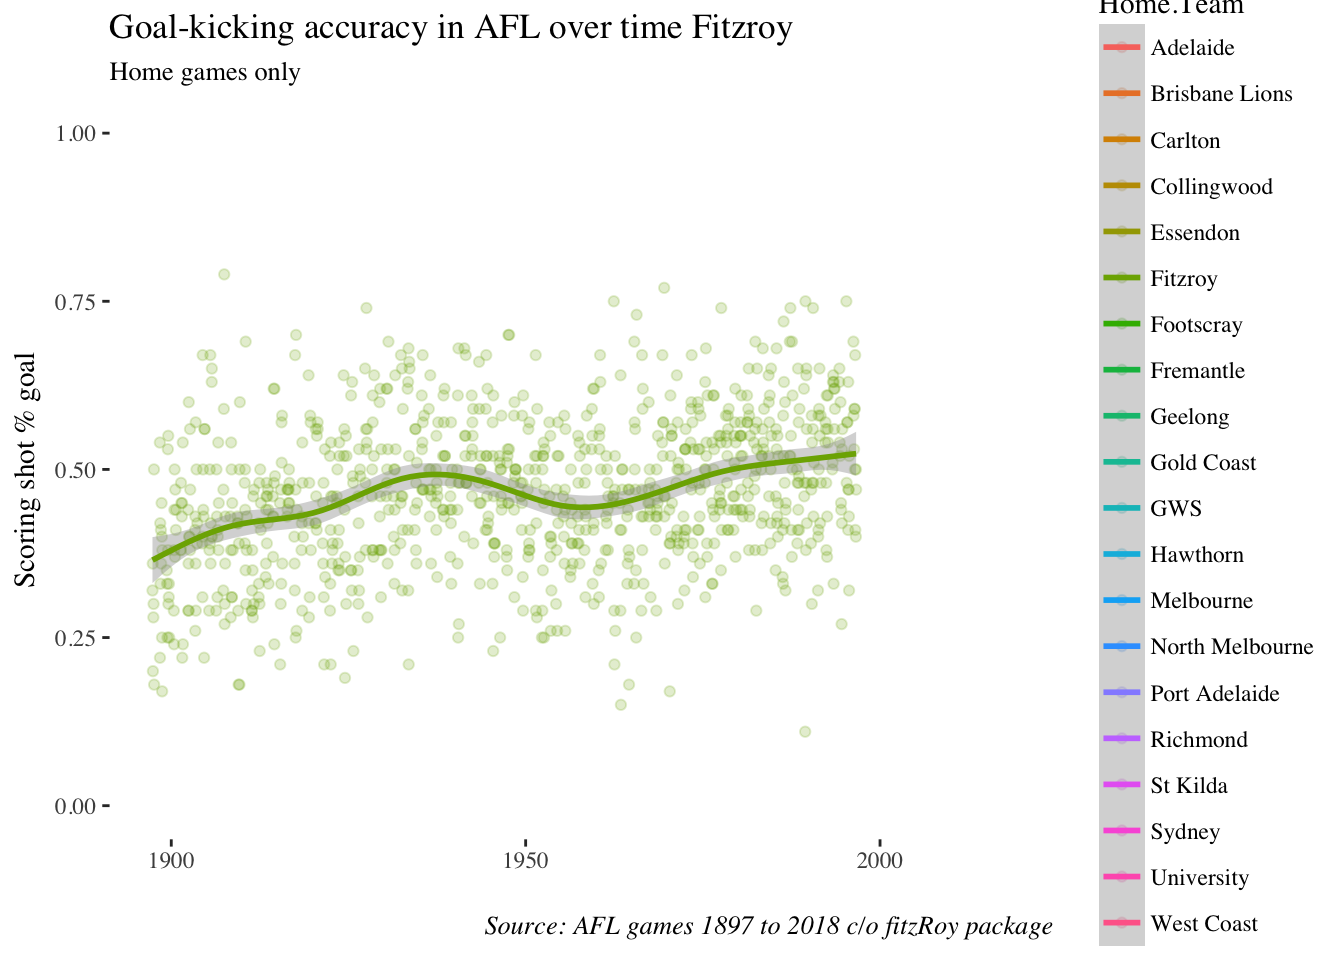 Goal-kicking accuracy in AFL over time Fitzroy
Home games only
Scoring shot % goal
1.00
0.75
0.50
0.25
0.00
1900
1950
2000
Source: AFL games 1897 to 2018 c/o fitzRoy package
Home.Team
Adelaide
Brisbane Lions
Carlton
Collingwood
Essendon
Fitzroy
Footscray
Fremantle
Geelong
Gold Coast
GWS
Hawthorn
Melbourne
North Melbourne
Port Adelaide
Richmond
St Kilda
Sydney
University
West Coast